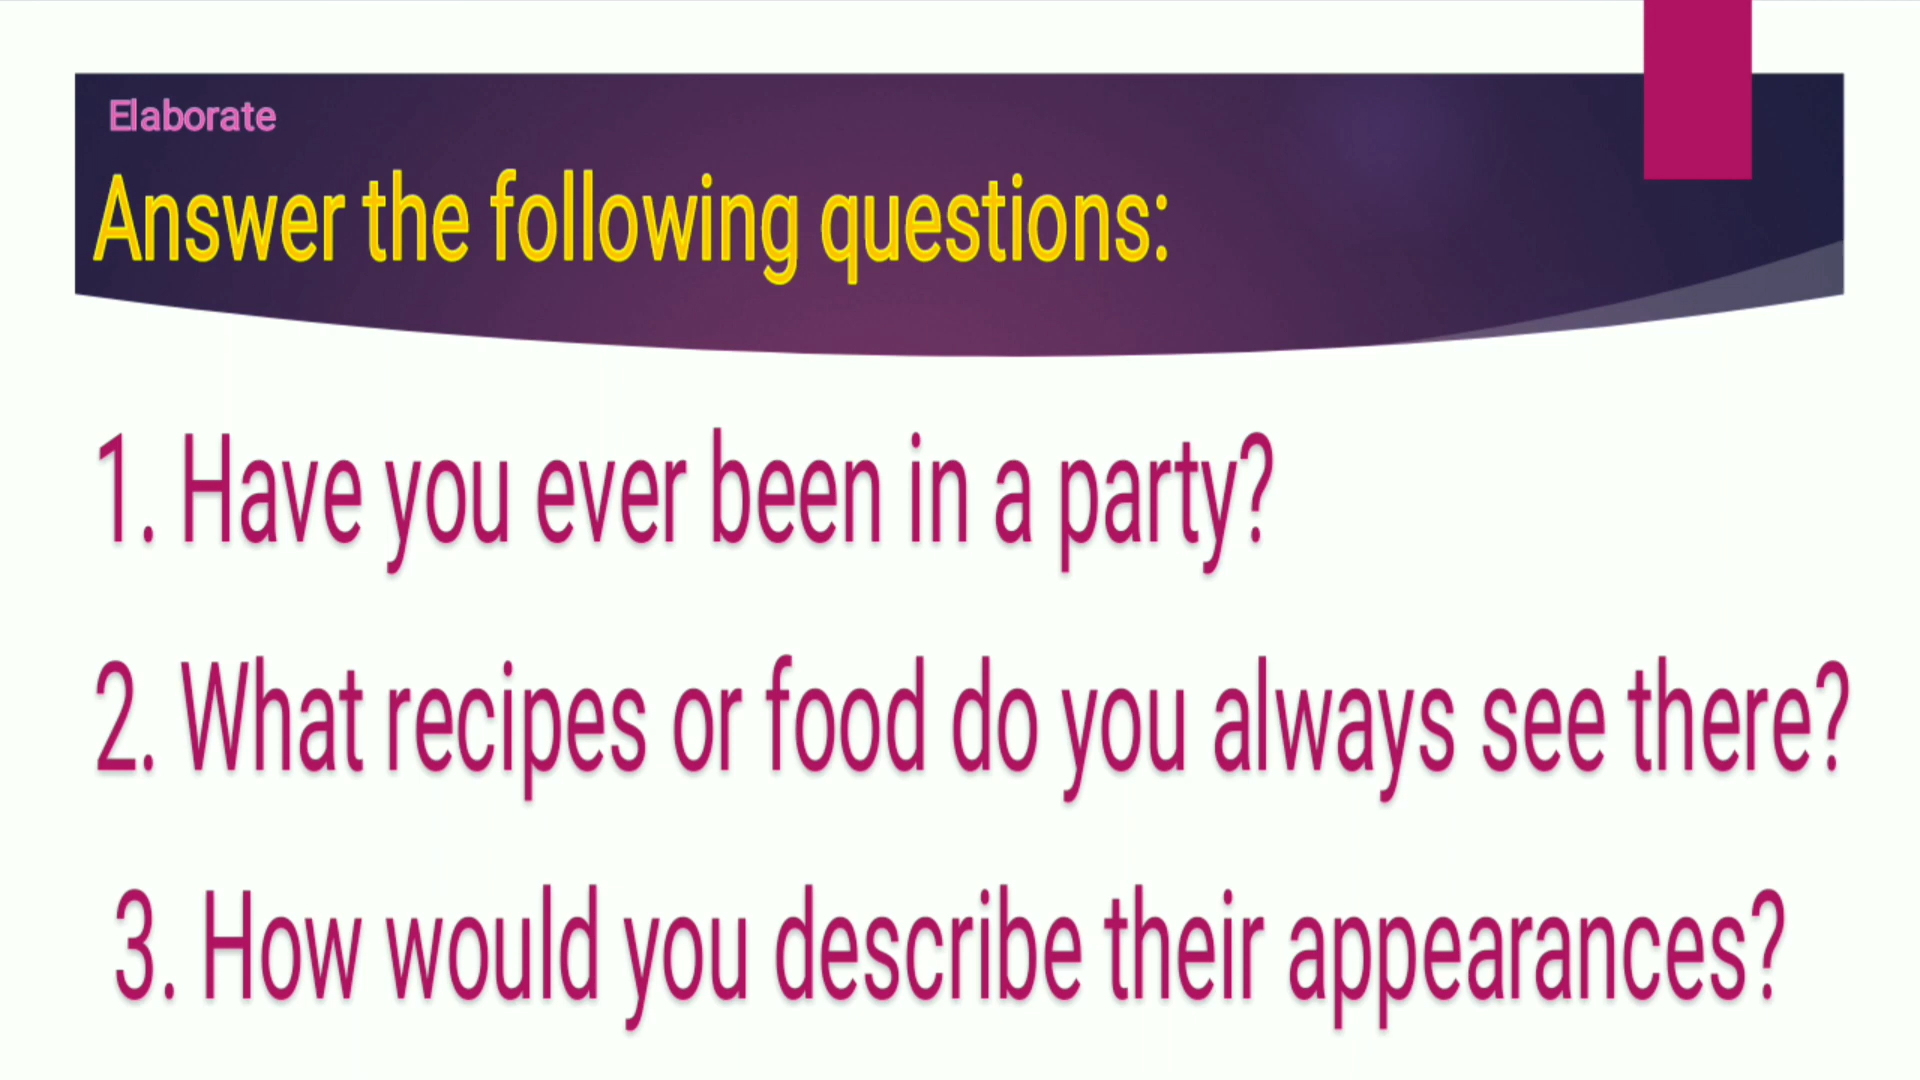 Elaborate
Answer the following questions:
1. Have you ever been in a party?
2. What recipes or food do you always see there?
3. How would you describe their appearances?